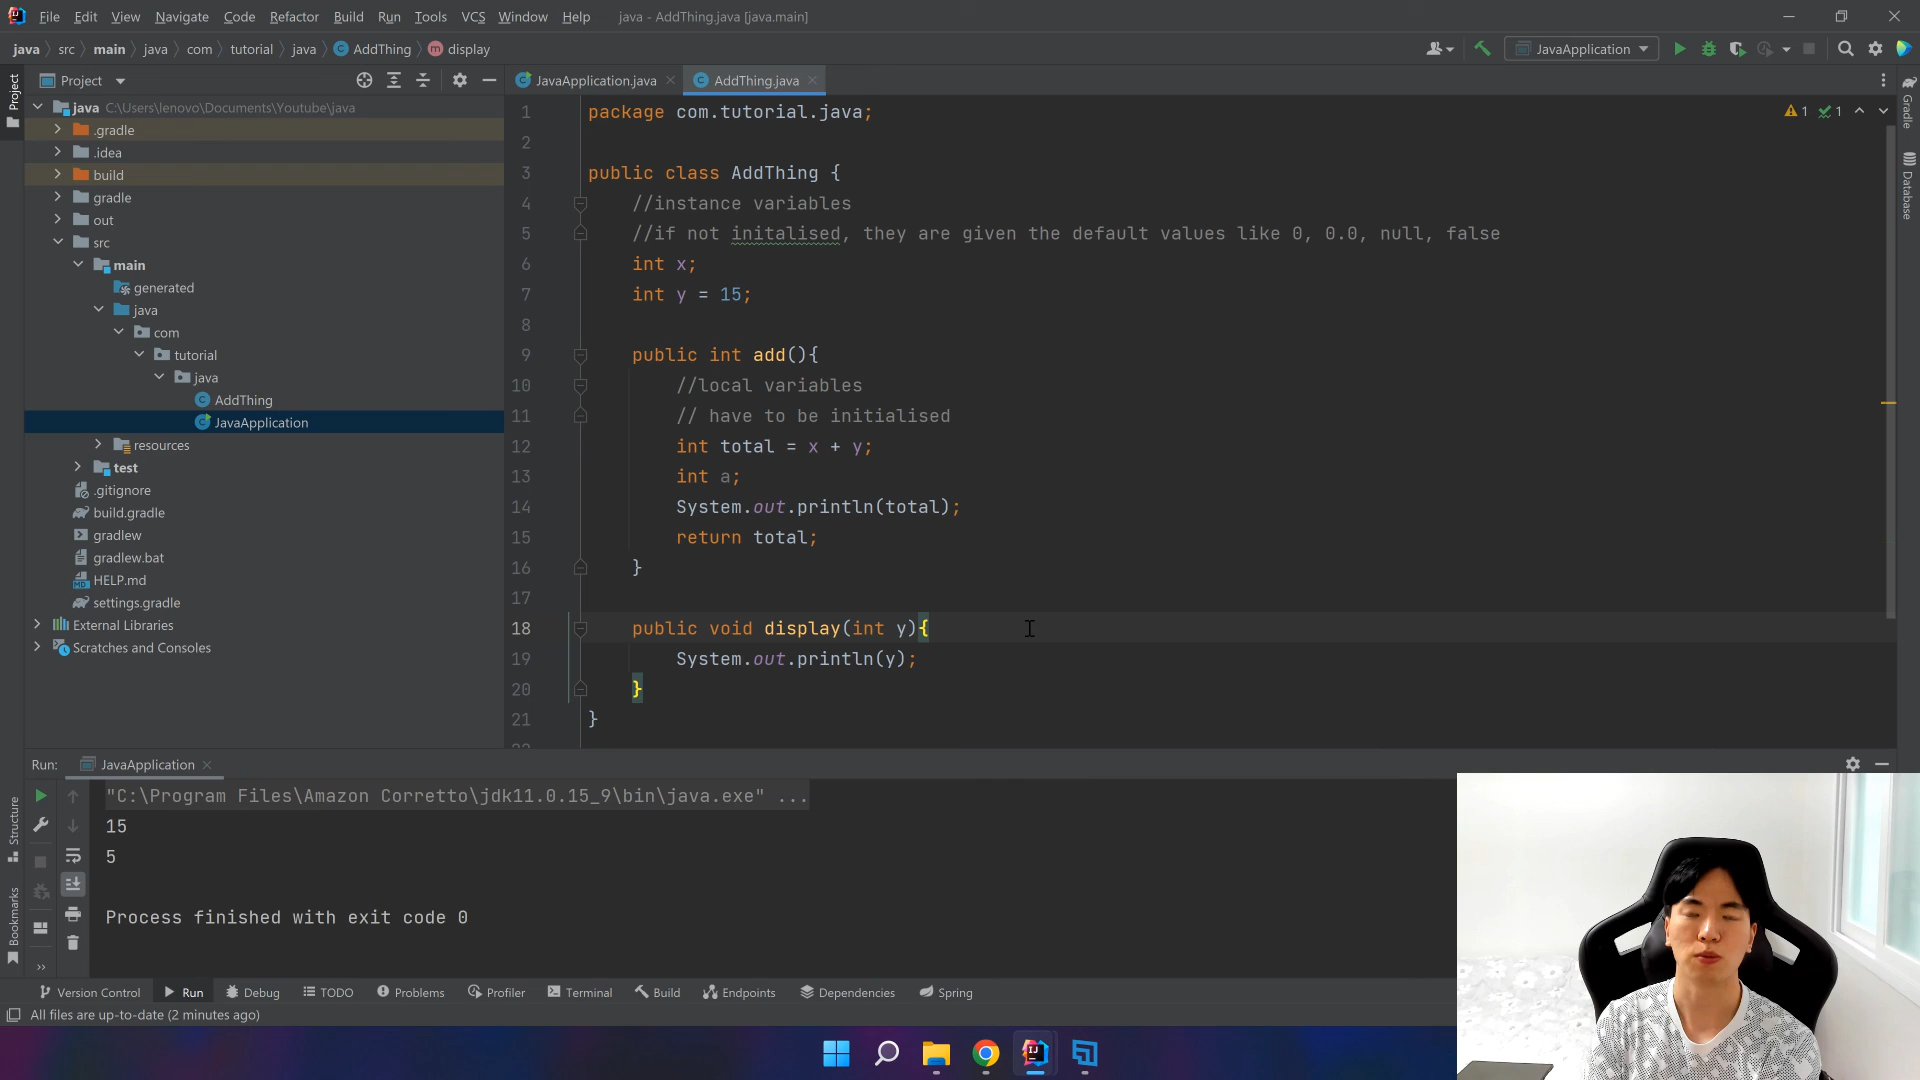 File Edit View Navigate Code Refactor Build Run Tools VCS Window Help java - AddThing.java [java.main]
java src main java com tutorial java AddThing display JavaApplication
Project JavaApplication.java AddThing.java
java C:\Users\lenovo\Documents\Youtube\java
.gradle
.idea
build
gradle
out
src
main
generated
java
com
tutorial
java
AddThing
JavaApplication
resources
test
.gitignore
build.gradle
gradlew
gradlew.bat
HELP.md
settings.gradle
External Libraries
Scratches and Consoles
1 package com.tutorial.java;
2
3 public class AddThing {
4 //instance variables
5 //if not initalised, they are given the default values like 0, 0.0, null, false
6 int x;
7 int y = 15;
8
9 public int add(){
10 //local variables
11 // have to be initialised
12 int total = x + y;
13 int a;
14 System.out.println(total);
15 return total;
16 }
17
18 public void display(int y){
19 System.out.println(y);
20 }
21 }
1 1
Project
Gradle
Database
Structure
Bookmarks
Run: JavaApplication
"C:\Program Files\Amazon Corretto\jdk11.0.15_9\bin\java.exe" ...
15
5
Process finished with exit code 0
Version Control Run Debug TODO Problems Profiler Terminal Build Endpoints Dependencies Spring
All files are up-to-date (2 minutes ago)